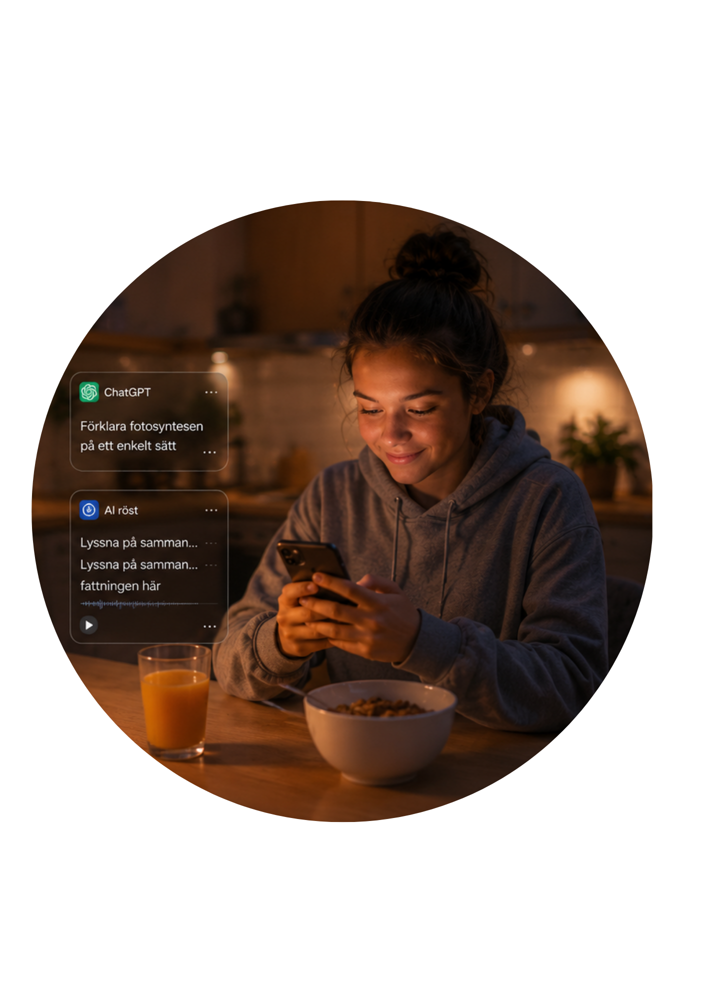 ChatGPT
Förklara fotosyntesen
på ett enkelt sätt
AI röst
Lyssna på samman...
Lyssna på samman...
fattningen här